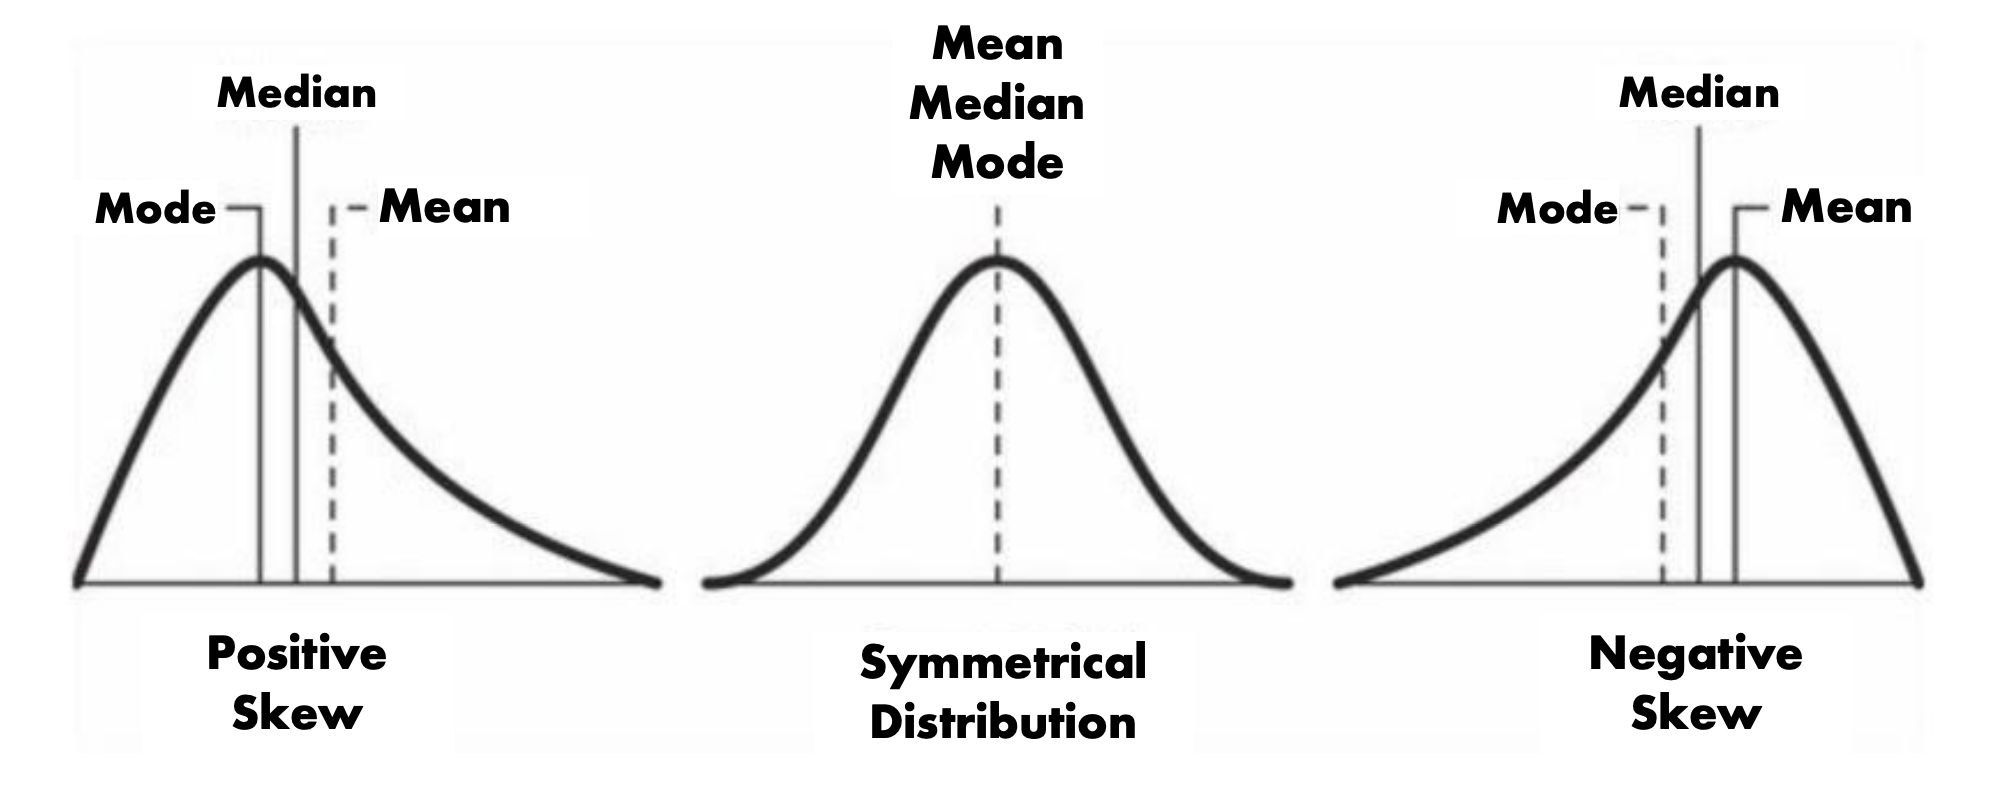 Median
Mode
Mean
Positive
Skew
Mean
Median
Mode
Symmetrical
Distribution
Median
Mode
Mean
Negative
Skew